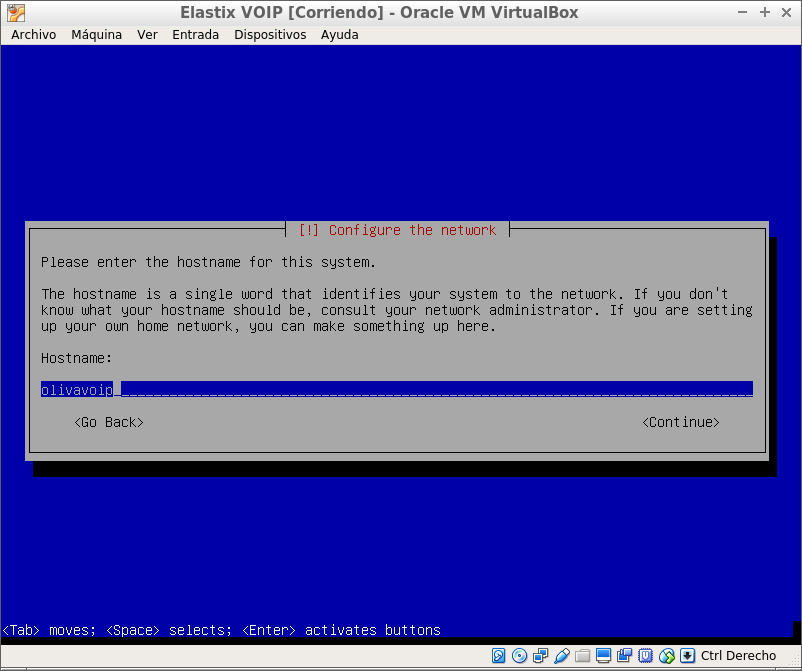 Elastix VOIP [Corriendo] - Oracle VM VirtualBox
Archivo Máquina Ver Entrada Dispositivos Ayuda
[!] Configure the network
Please enter the hostname for this system.
The hostname is a single word that identifies your system to the network. If you don't
know what your hostname should be, consult your network administrator. If you are setting
up your own home network, you can make something up here.
Hostname:
olivavoip
<Go Back> <Continue>
<Tab> moves; <Space> selects; <Enter> activates buttons
Ctrl Derecho